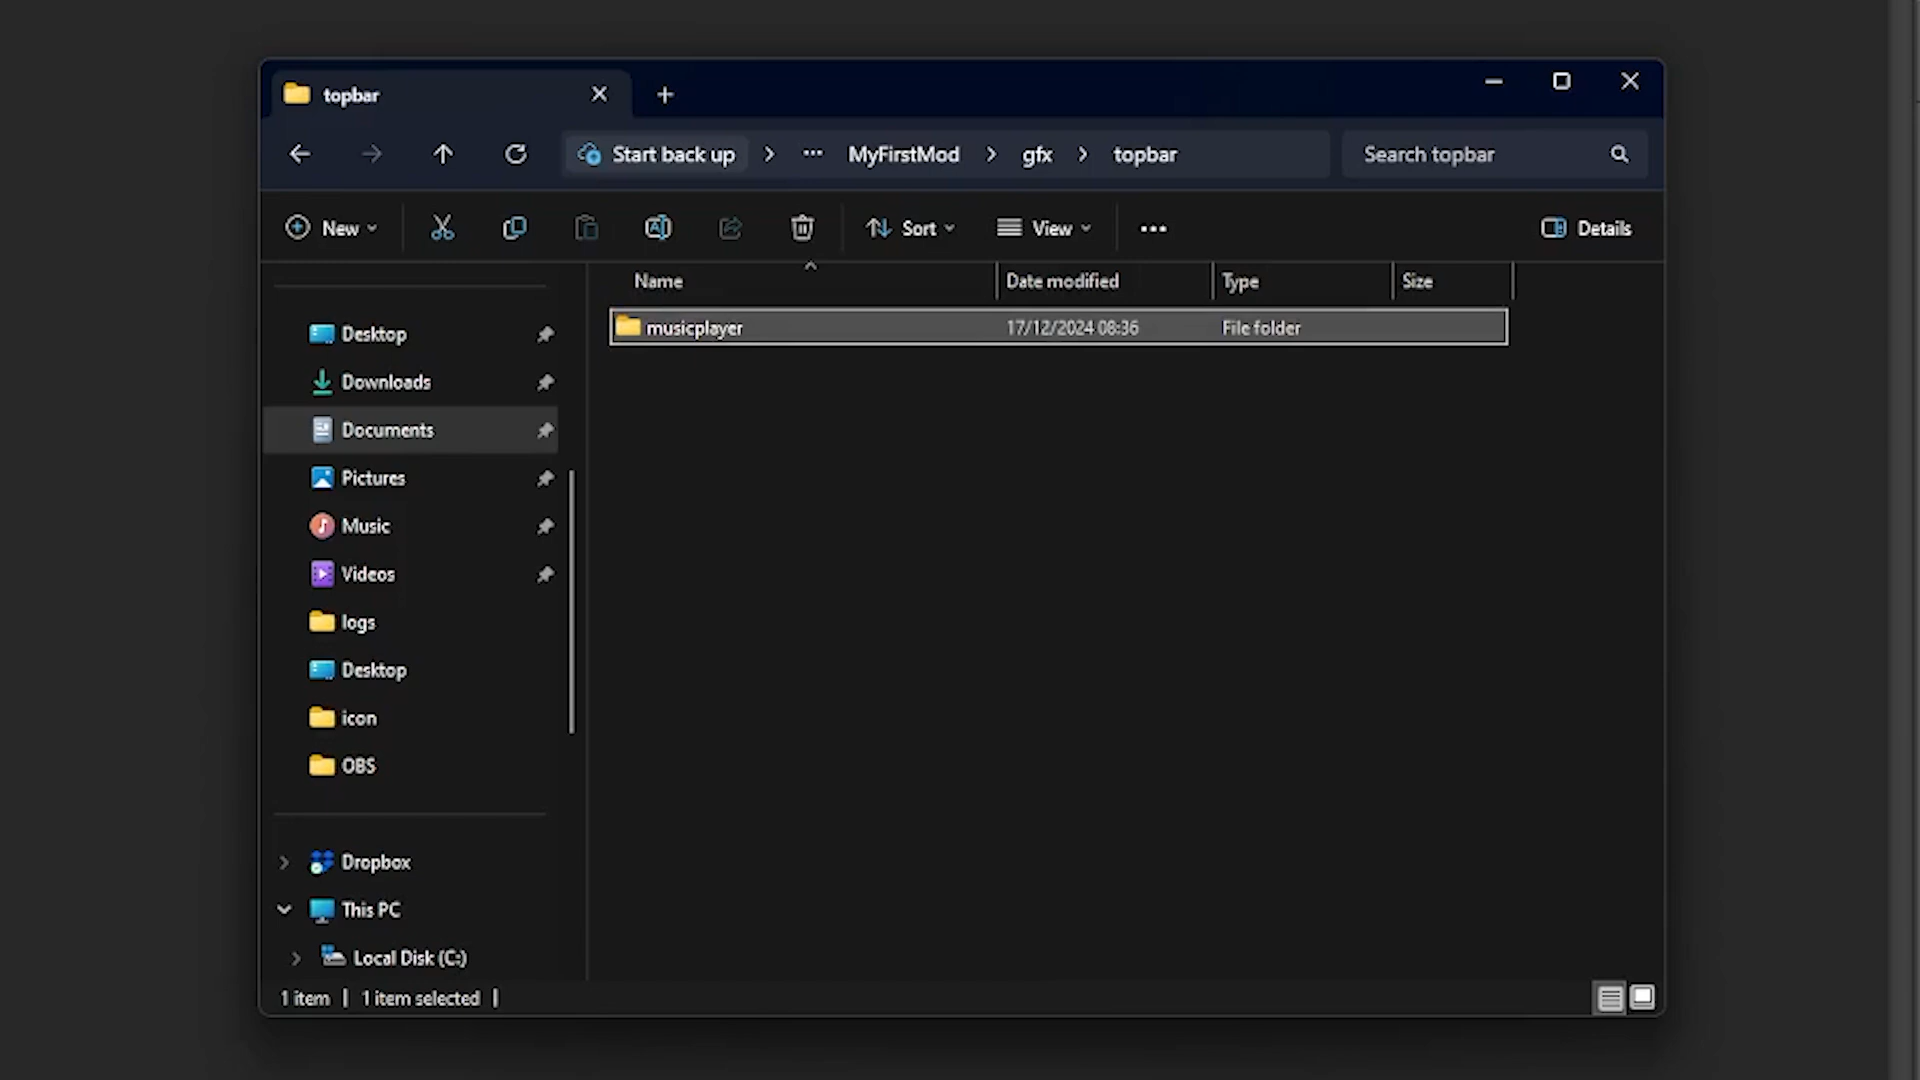 topbar
Start back up > ... MyFirstMod > gfx > topbar
Search topbar
New
Sort
View
Details
Name
Date modified
Type
Size
musicplayer
17/12/2024 08:36
File folder
Desktop
Downloads
Documents
Pictures
Music
Videos
logs
Desktop
icon
OBS
Dropbox
This PC
Local Disk (C:)
1 item | 1 item selected |